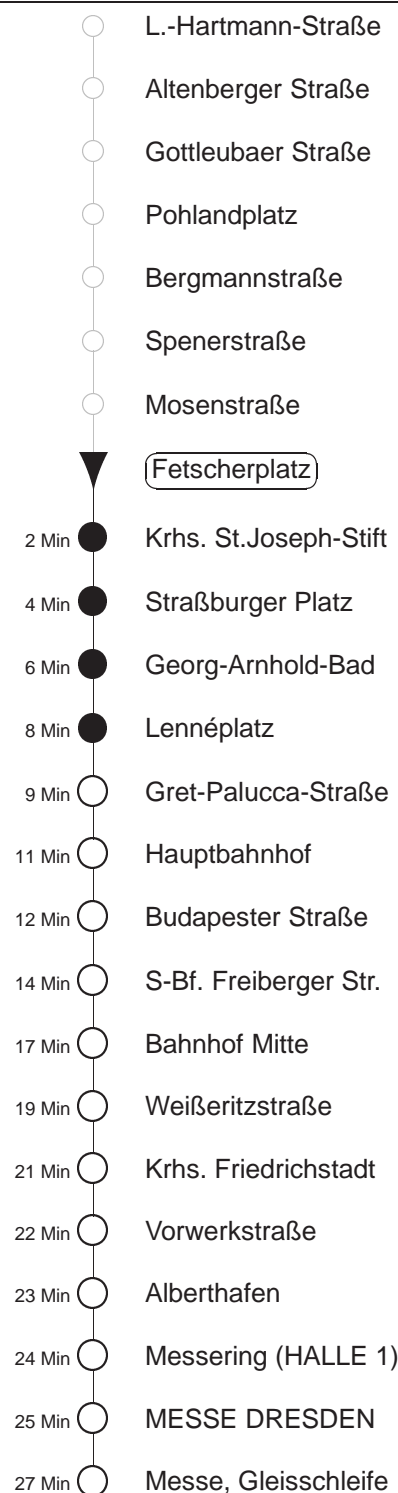 L.-Hartmann-Straße
Altenberger Straße
Gottleubaer Straße
Pohlandplatz
Bergmannstraße
Spenerstraße
Mosenstraße
Fetscherplatz
2 Min Krhs. St.Joseph-Stift
4 Min Straßburger Platz
6 Min Georg-Arnhold-Bad
8 Min Lennéplatz
9 Min Gret-Palucca-Straße
11 Min Hauptbahnhof
12 Min Budapester Straße
14 Min S-Bf. Freiberger Str.
17 Min Bahnhof Mitte
19 Min Weißeritzstraße
21 Min Krhs. Friedrichstadt
22 Min Vorwerkstraße
23 Min Alberthafen
24 Min Messering (HALLE 1)
25 Min MESSE DRESDEN
27 Min Messe, Gleisschleife